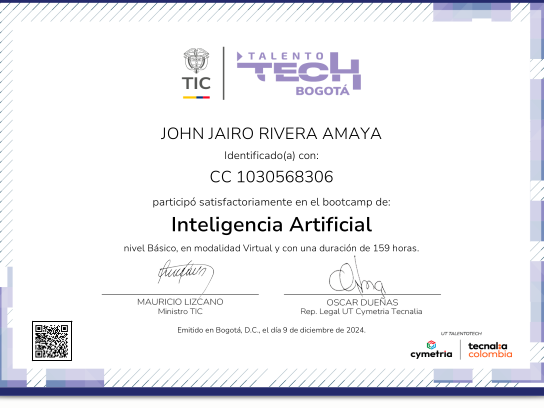 TIC
TALENTO
TECH
BOGOTÁ
JOHN JAIRO RIVERA AMAYA
Identificado(a) con:
CC 1030568306
participó satisfactoriamente en el bootcamp de:
Inteligencia Artificial
nivel Básico, en modalidad Virtual y con una duración de 159 horas.
MAURICIO LIZCANO
Ministro TIC
OSCAR DUEÑAS
Rep. Legal UT Cymetria Tecnalia
Emitido en Bogotá, D.C., el día 9 de diciembre de 2024.
UT TALENTOTECH
cymetria
tecnalia
colombia